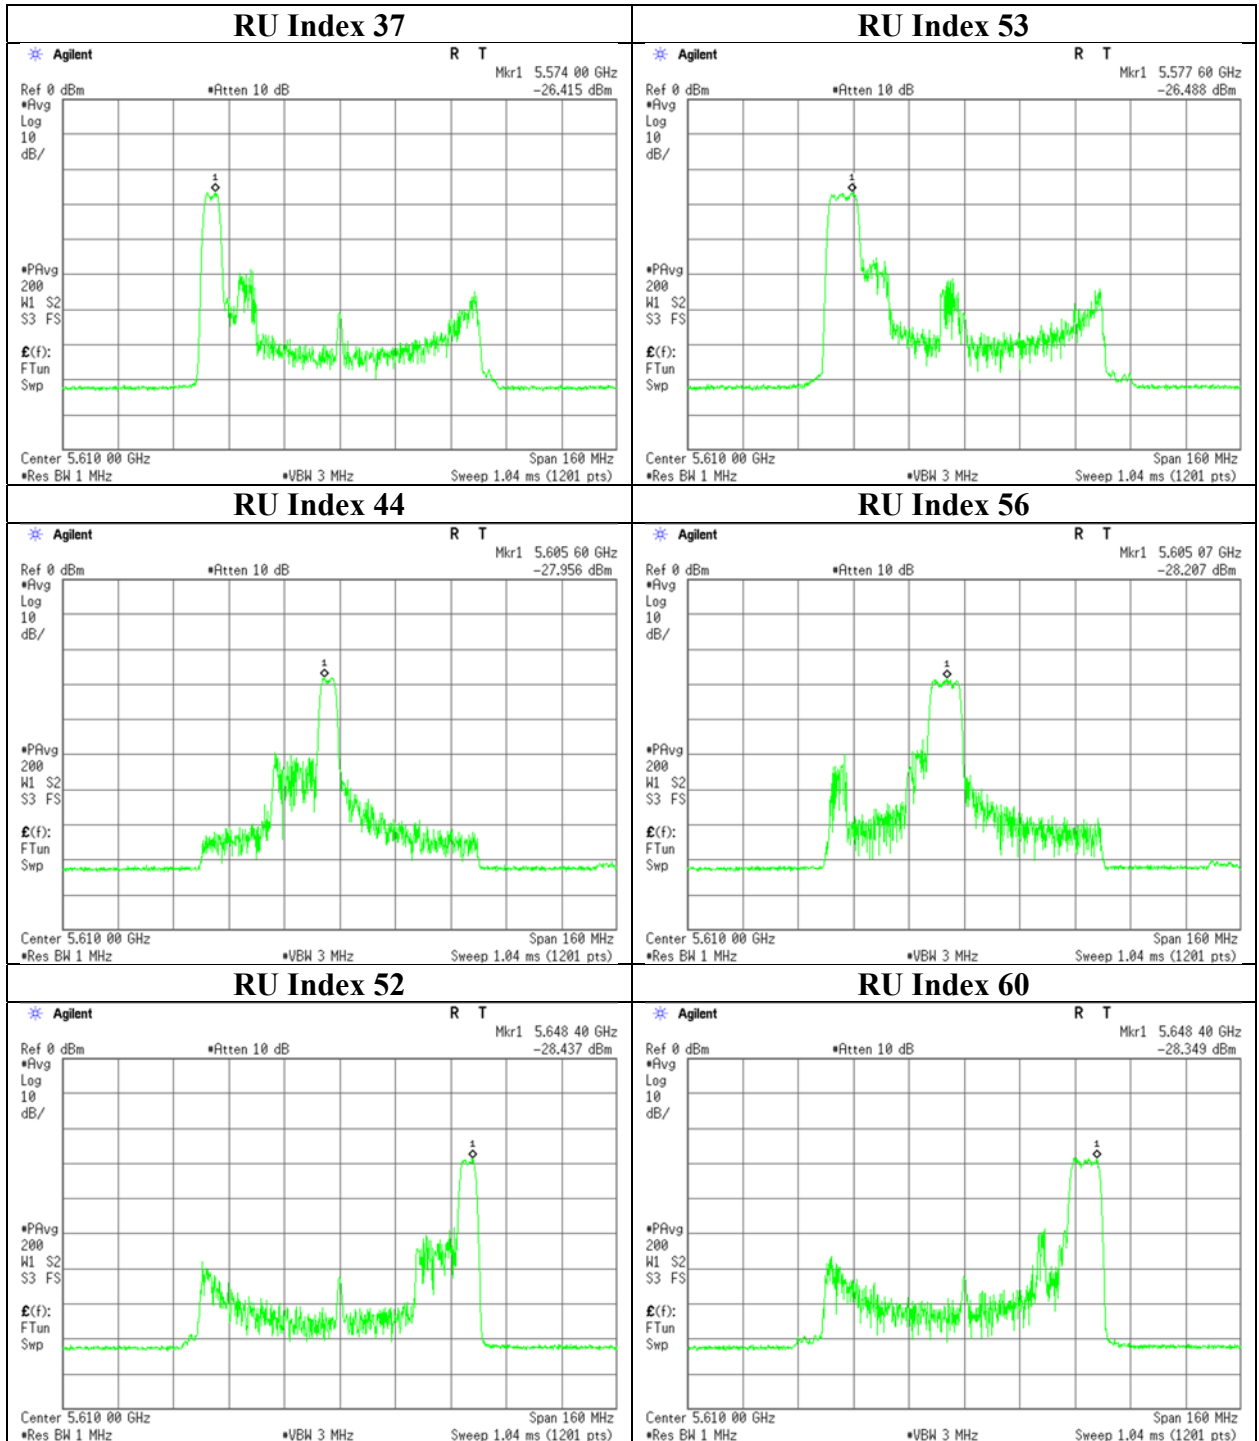 RU Index 37
Agilent
R T
Mkr1 5.574 00 GHz
Ref 0 dBm
#Atten 10 dB
-26.415 dBm
#Avg
Log
10
dB/
1
#PAvg
200
W1 S2
S3 FS
£(f):
FTun
Swp
Center 5.610 00 GHz
Span 160 MHz
#Res BW 1 MHz
#VBW 3 MHz
Sweep 1.04 ms (1201 pts)
RU Index 53
Agilent
R T
Mkr1 5.577 60 GHz
Ref 0 dBm
#Atten 10 dB
-26.488 dBm
#Avg
Log
10
dB/
1
#PAvg
200
W1 S2
S3 FS
£(f):
FTun
Swp
Center 5.610 00 GHz
Span 160 MHz
#Res BW 1 MHz
#VBW 3 MHz
Sweep 1.04 ms (1201 pts)
RU Index 44
Agilent
R T
Mkr1 5.605 60 GHz
Ref 0 dBm
#Atten 10 dB
-27.956 dBm
#Avg
Log
10
dB/
1
#PAvg
200
W1 S2
S3 FS
£(f):
FTun
Swp
Center 5.610 00 GHz
Span 160 MHz
#Res BW 1 MHz
#VBW 3 MHz
Sweep 1.04 ms (1201 pts)
RU Index 56
Agilent
R T
Mkr1 5.605 07 GHz
Ref 0 dBm
#Atten 10 dB
-28.207 dBm
#Avg
Log
10
dB/
1
#PAvg
200
W1 S2
S3 FS
£(f):
FTun
Swp
Center 5.610 00 GHz
Span 160 MHz
#Res BW 1 MHz
#VBW 3 MHz
Sweep 1.04 ms (1201 pts)
RU Index 52
Agilent
R T
Mkr1 5.648 40 GHz
Ref 0 dBm
#Atten 10 dB
-28.437 dBm
#Avg
Log
10
dB/
1
#PAvg
200
W1 S2
S3 FS
£(f):
FTun
Swp
Center 5.610 00 GHz
Span 160 MHz
#Res BW 1 MHz
#VBW 3 MHz
Sweep 1.04 ms (1201 pts)
RU Index 60
Agilent
R T
Mkr1 5.648 40 GHz
Ref 0 dBm
#Atten 10 dB
-28.349 dBm
#Avg
Log
10
dB/
1
#PAvg
200
W1 S2
S3 FS
£(f):
FTun
Swp
Center 5.610 00 GHz
Span 160 MHz
#Res BW 1 MHz
#VBW 3 MHz
Sweep 1.04 ms (1201 pts)